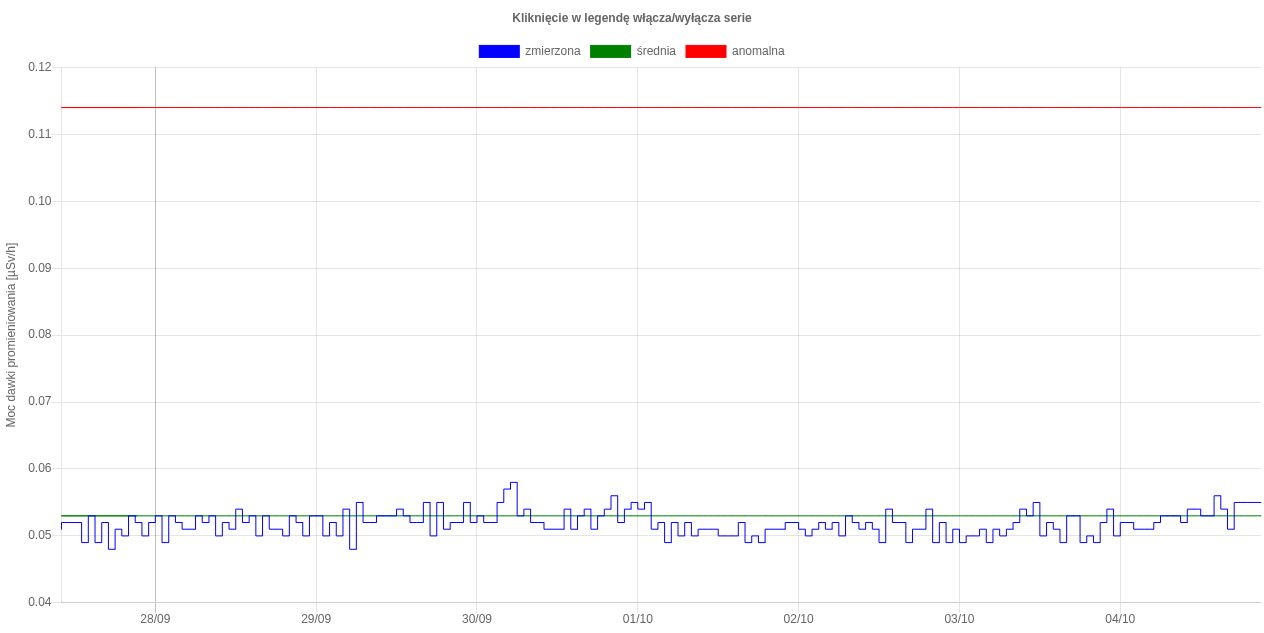 Kliknięcie w legendę włącza/wyłącza serie
zmierzona średnia anomalna
Moc dawki promieniowania [µSv/h]
0.12
0.11
0.10
0.09
0.08
0.07
0.06
0.05
0.04
28/09 29/09 30/09 01/10 02/10 03/10 04/10